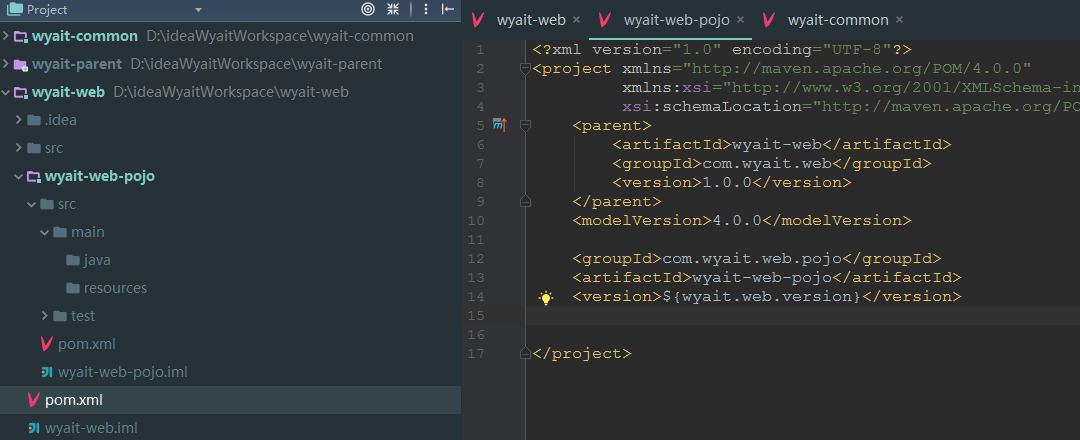 Project
wyait-common D:\ideaWyaitWorkspace\wyait-common
wyait-parent D:\ideaWyaitWorkspace\wyait-parent
wyait-web D:\ideaWyaitWorkspace\wyait-web
.idea
src
wyait-web-pojo
src
main
java
resources
test
pom.xml
wyait-web-pojo.iml
pom.xml
wyait-web.iml
wyait-web × wyait-web-pojo × wyait-common ×
1 <?xml version="1.0" encoding="UTF-8"?>
2 <project xmlns="http://maven.apache.org/POM/4.0.0"
3 xmlns:xsi="http://www.w3.org/2001/XMLSchema-in
4 xsi:schemaLocation="http://maven.apache.org/PO
5 <parent>
6 <artifactId>wyait-web</artifactId>
7 <groupId>com.wyait.web</groupId>
8 <version>1.0.0</version>
9 </parent>
10 <modelVersion>4.0.0</modelVersion>
11
12 <groupId>com.wyait.web.pojo</groupId>
13 <artifactId>wyait-web-pojo</artifactId>
14 <version>${wyait.web.version}</version>
15
16
17 </project>